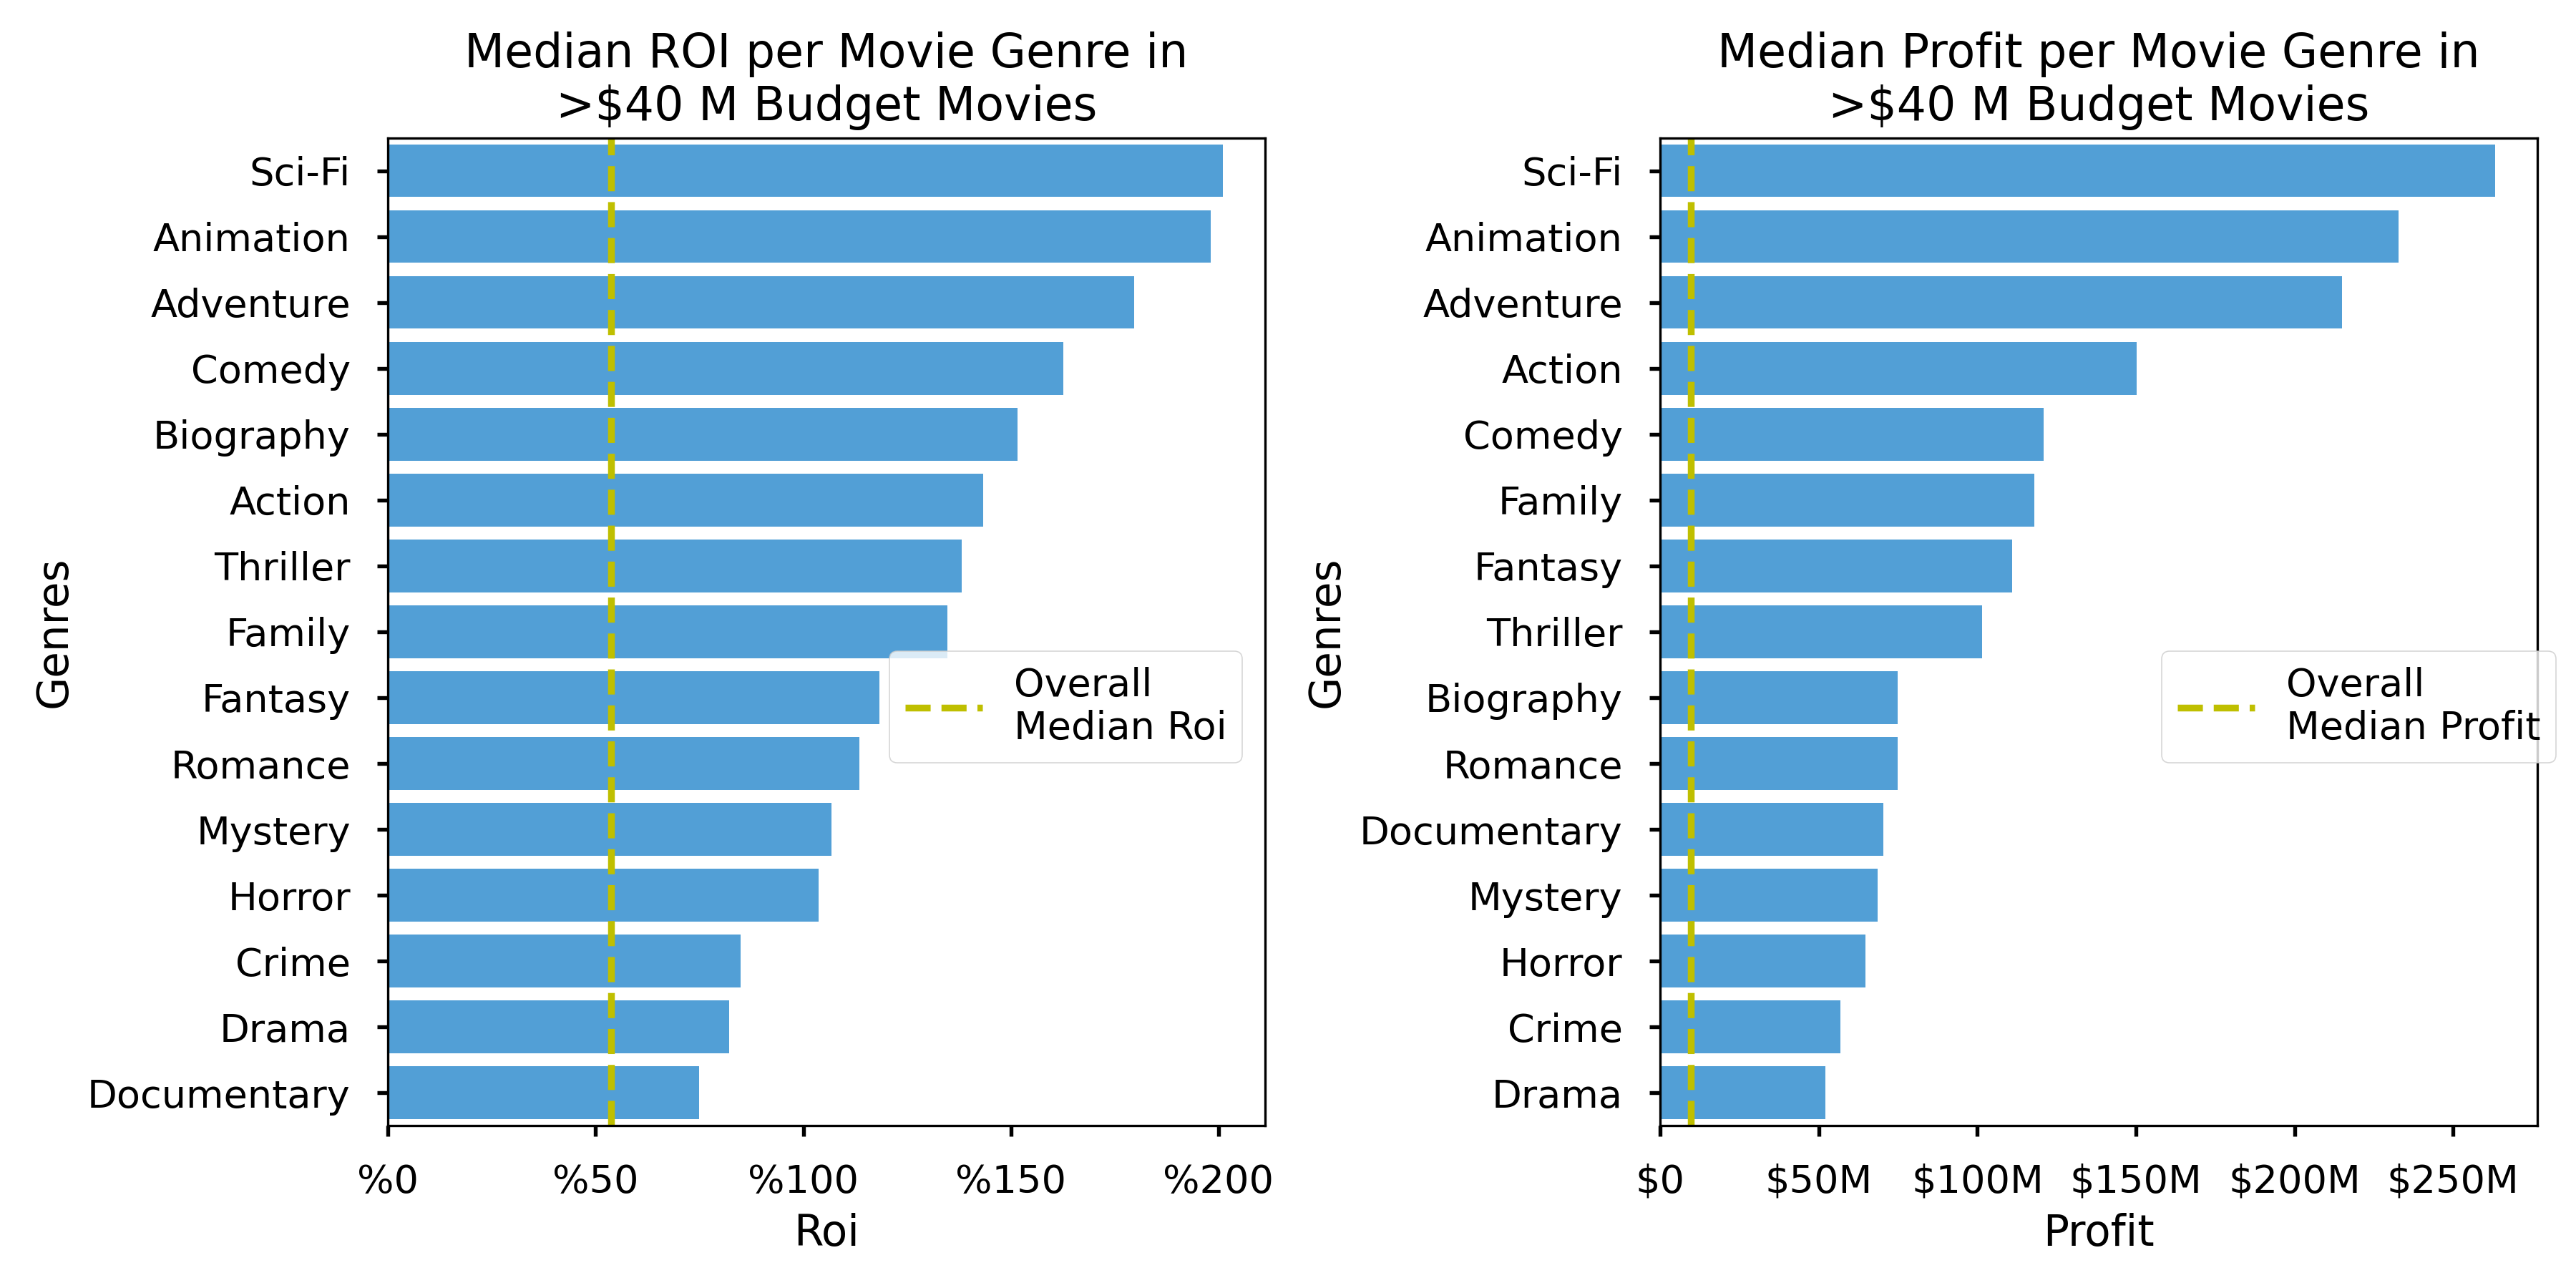 Median ROI per Movie Genre in
>$40 M Budget Movies
Genres
Sci-Fi
Animation
Adventure
Comedy
Biography
Action
Thriller
Family
Fantasy
Romance
Mystery
Horror
Crime
Drama
Documentary
Overall
Median Roi
%0 %50 %100 %150 %200
Roi
Median Profit per Movie Genre in
>$40 M Budget Movies
Genres
Sci-Fi
Animation
Adventure
Action
Comedy
Family
Fantasy
Thriller
Biography
Romance
Documentary
Mystery
Horror
Crime
Drama
Overall
Median Profit
$0 $50M $100M $150M $200M $250M
Profit